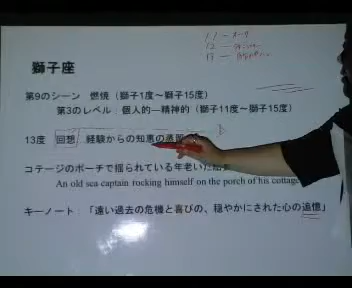 獅子座
第9のシーン 燃焼（獅子1度〜獅子15度）
第3のレベル：個人的―精神的（獅子11度〜獅子15度）
13度 回想 経験からの知恵の
コテージのポーチで揺られている年老いた
An old sea captain rocking himself on the porch of his cottage
キーノート：「遠い過去の危機と喜びの、穏やかにされた心の追憶」